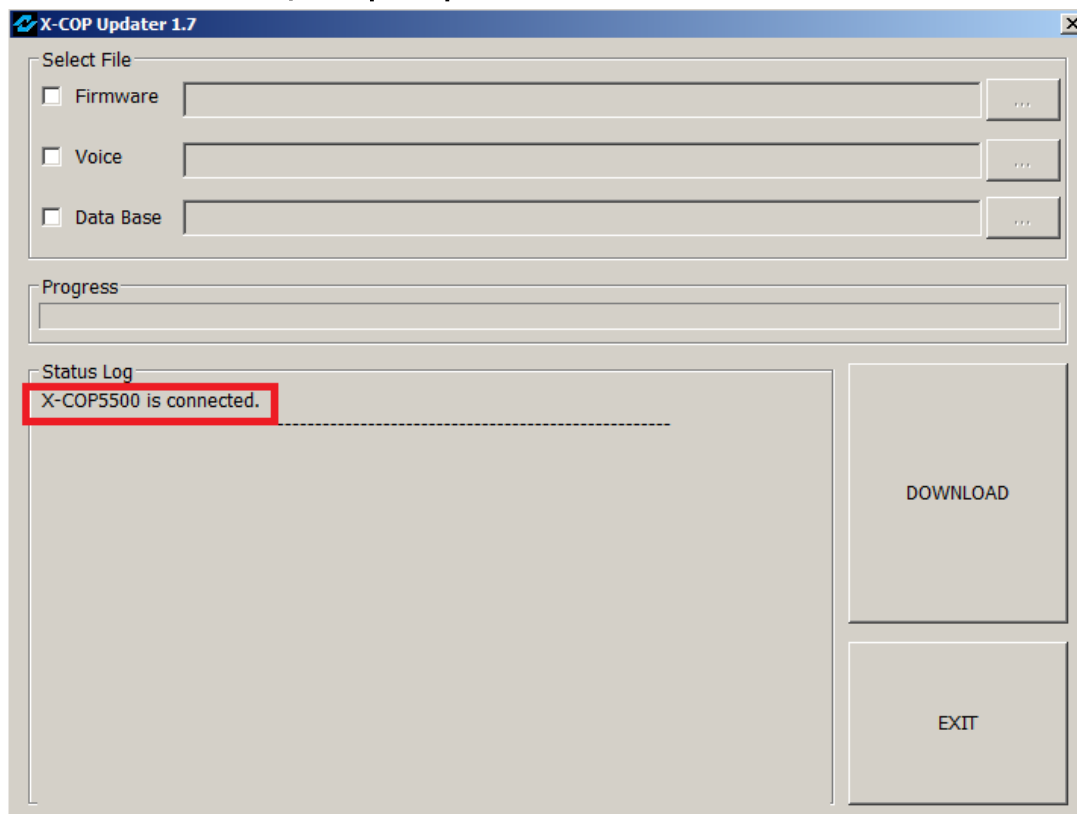 X-COP Updater 1.7
Select File
Firmware
...
Voice
...
Data Base
...
Progress
Status Log
X-COP5500 is connected.
----------------------------------------------------
DOWNLOAD
EXIT